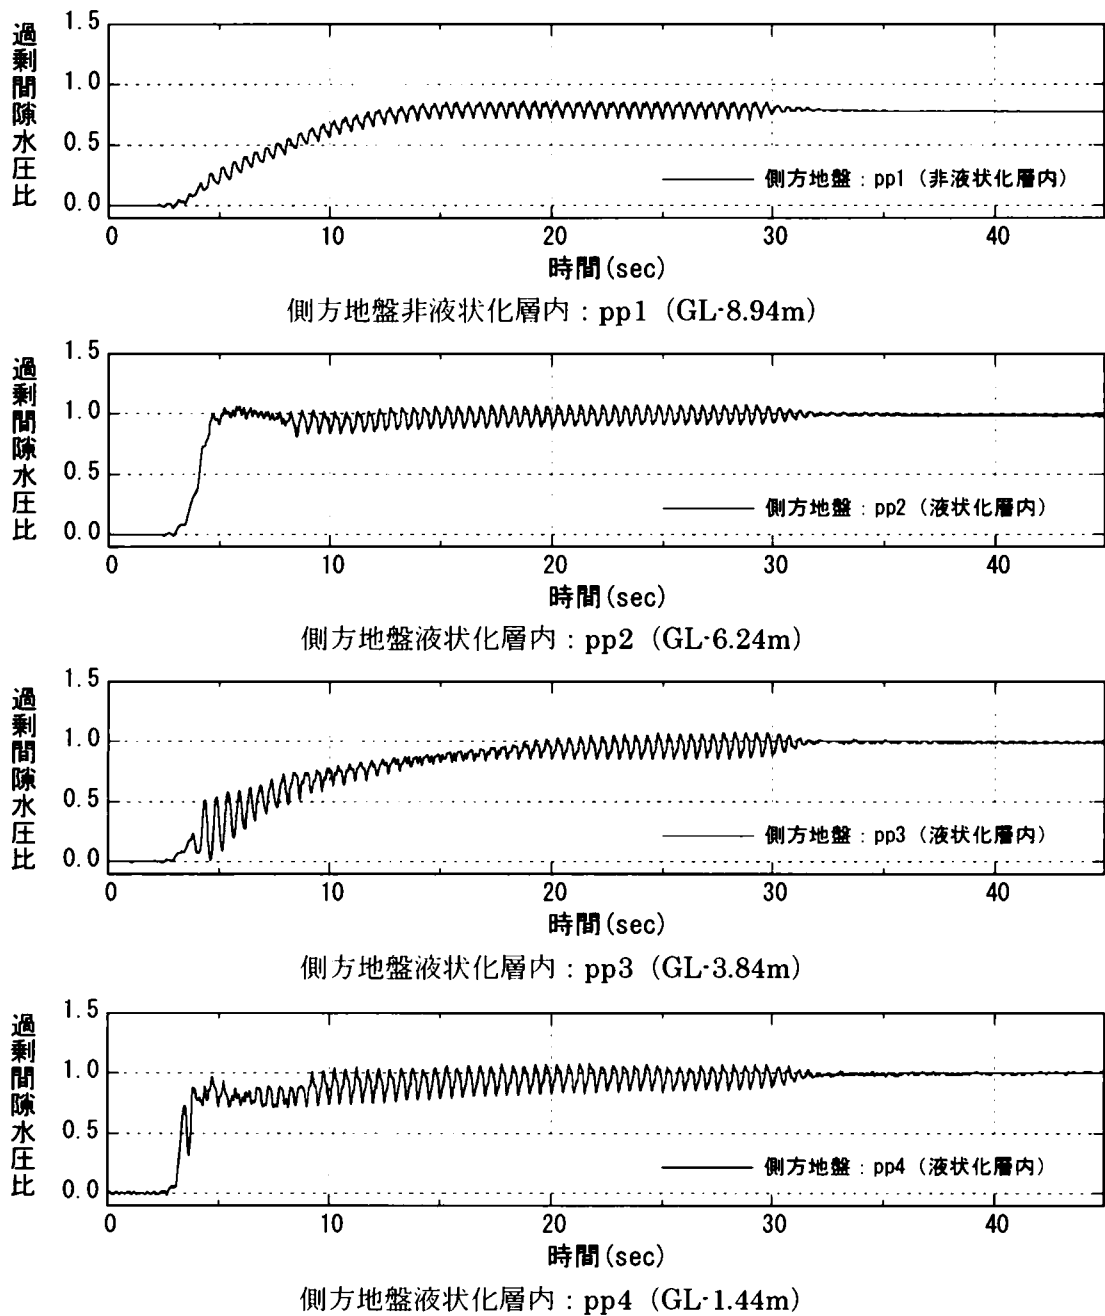 過剰間隙水圧比
1.5
1.0
0.5
0.0
側方地盤：pp1 (非液状化層内)
0 10 20 30 40
時間(sec)
側方地盤非液状化層内：pp1（GL-8.94m）
過剰間隙水圧比
1.5
1.0
0.5
0.0
側方地盤：pp2 (液状化層内)
0 10 20 30 40
時間(sec)
側方地盤液状化層内：pp2（GL-6.24m）
過剰間隙水圧比
1.5
1.0
0.5
0.0
側方地盤：pp3 (液状化層内)
0 10 20 30 40
時間(sec)
側方地盤液状化層内：pp3（GL-3.84m）
過剰間隙水圧比
1.5
1.0
0.5
0.0
側方地盤：pp4 (液状化層内)
0 10 20 30 40
時間(sec)
側方地盤液状化層内：pp4（GL-1.44m）